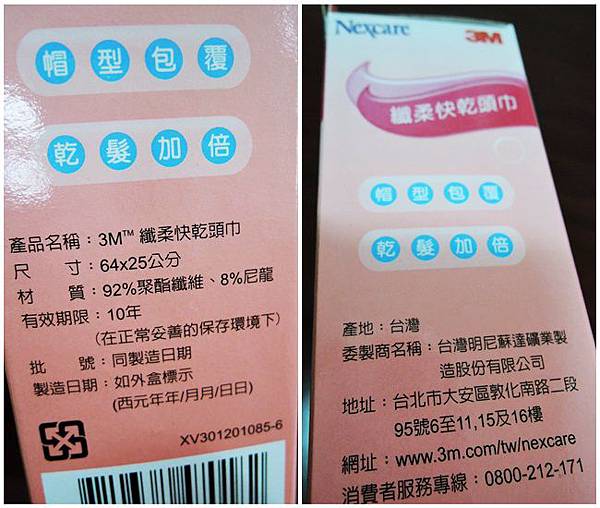 帽型包覆
乾髮加倍
產品名稱：3M™ 纖柔快乾頭巾
尺　　寸：64x25公分
材　　質：92%聚酯纖維、8%尼龍
有效期限：10年
(在正常妥善的保存環境下)
批　　號：同製造日期
製造日期：如外盒標示
(西元年年/月月/日日)
XV301201085-6
Nexcare 3M
纖柔快乾頭巾
帽型包覆
乾髮加倍
產地：台灣
委製商名稱：台灣明尼蘇達礦業製
造股份有限公司
地址：台北市大安區敦化南路二段
95號6至11,15及16樓
網址：www.3m.com/tw/nexcare
消費者服務專線：0800-212-171